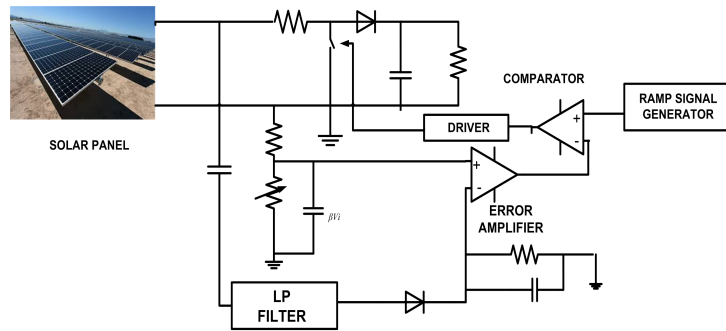 COMPARATOR
RAMP SIGNAL
GENERATOR
DRIVER
+
-
SOLAR PANEL
+
-
βVi
ERROR
AMPLIFIER
LP
FILTER